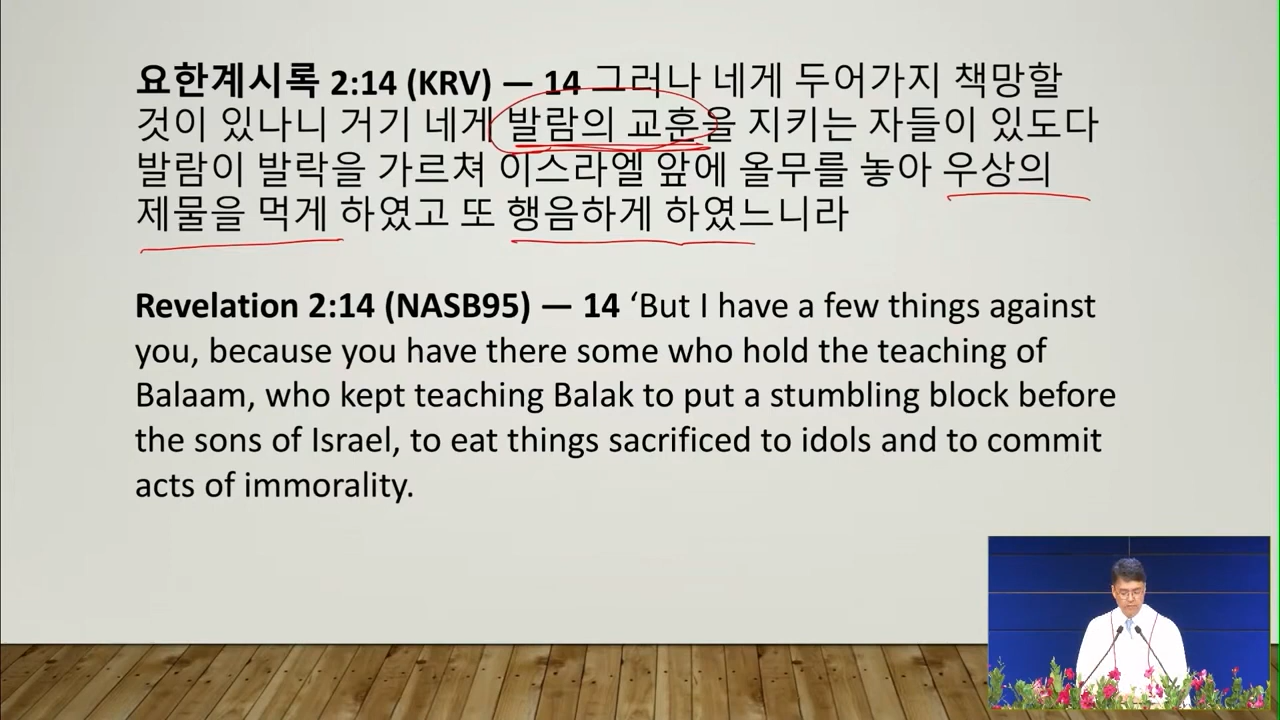 요한계시록 2:14 (KRV) — 14 그러나 네게 두어가지 책망할
것이 있나니 거기 네게 발람의 교훈을 지키는 자들이 있도다
발람이 발락을 가르쳐 이스라엘 앞에 올무를 놓아 우상의
제물을 먹게 하였고 또 행음하게 하였느니라
Revelation 2:14 (NASB95) — 14 ‘But I have a few things against
you, because you have there some who hold the teaching of
Balaam, who kept teaching Balak to put a stumbling block before
the sons of Israel, to eat things sacrificed to idols and to commit
acts of immorality.